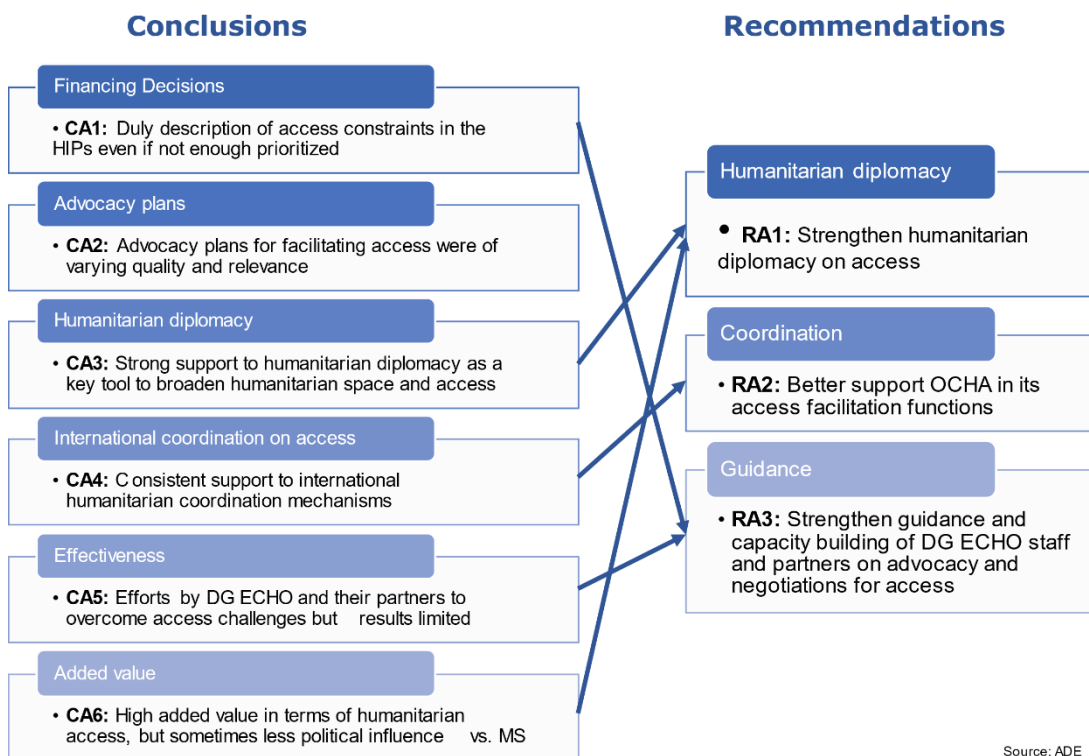 Conclusions
Financing Decisions
• CA1: Duly description of access constraints in the
HIPs even if not enough prioritized
Advocacy plans
• CA2: Advocacy plans for facilitating access were of
varying quality and relevance
Humanitarian diplomacy
• CA3: Strong support to humanitarian diplomacy as a
key tool to broaden humanitarian space and access
International coordination on access
• CA4: Consistent support to international
humanitarian coordination mechanisms
Effectiveness
• CA5: Efforts by DG ECHO and their partners to
overcome access challenges but results limited
Added value
• CA6: High added value in terms of humanitarian
access, but sometimes less political influence vs. MS
Recommendations
Humanitarian diplomacy
• RA1: Strengthen humanitarian
diplomacy on access
Coordination
• RA2: Better support OCHA in its
access facilitation functions
Guidance
• RA3: Strengthen guidance and
capacity building of DG ECHO staff
and partners on advocacy and
negotiations for access
Source: ADE